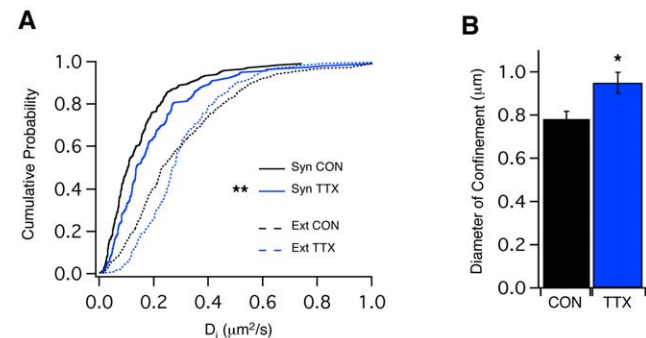 A
Cumulative Probability
1.0
0.8
0.6
0.4
0.2
0.0
Syn CON
** Syn TTX
Ext CON
Ext TTX
0.0 0.2 0.4 0.6 0.8 1.0
Di (μm²/s)
B
Diameter of Confinement (μm)
*
1.0
0.8
0.6
0.4
0.2
0.0
CON TTX